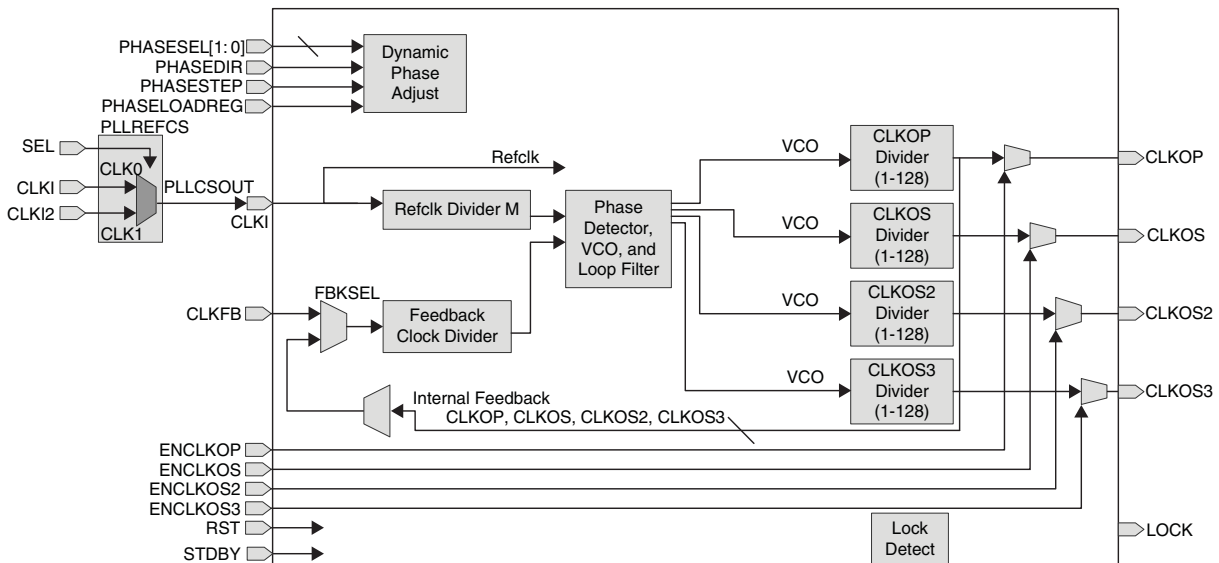 PHASESEL[1: 0]
PHASEDIR
PHASESTEP
PHASELOADREG
Dynamic
Phase
Adjust
PLLREFCS
SEL
CLK0
CLKI
CLKI2
CLK1
PLLCSOUT
CLKI
Refclk
Refclk Divider M
Phase
Detector,
VCO, and
Loop Filter
VCO
CLKOP
Divider
(1-128)
CLKOP
VCO
CLKOS
Divider
(1-128)
CLKOS
CLKFB
FBKSEL
Feedback
Clock Divider
VCO
CLKOS2
Divider
(1-128)
CLKOS2
VCO
CLKOS3
Divider
(1-128)
CLKOS3
Internal Feedback
CLKOP, CLKOS, CLKOS2, CLKOS3
ENCLKOP
ENCLKOS
ENCLKOS2
ENCLKOS3
RST
STDBY
Lock
Detect
LOCK